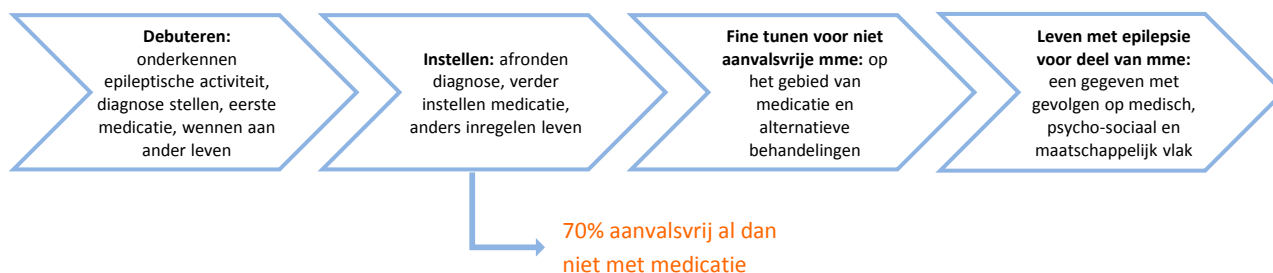 Debuteren:
onderkennen
epileptische activiteit,
diagnose stellen, eerste
medicatie, wennen aan
ander leven
Instellen: afronden
diagnose, verder
instellen medicatie,
anders inregelen leven
Fine tunen voor niet
aanvalsvrije mme: op
het gebied van
medicatie en
alternatieve
behandelingen
Leven met epilepsie
voor deel van mme:
een gegeven met
gevolgen op medisch,
psycho-sociaal en
maatschappelijk vlak
70% aanvalsvrij al dan
niet met medicatie